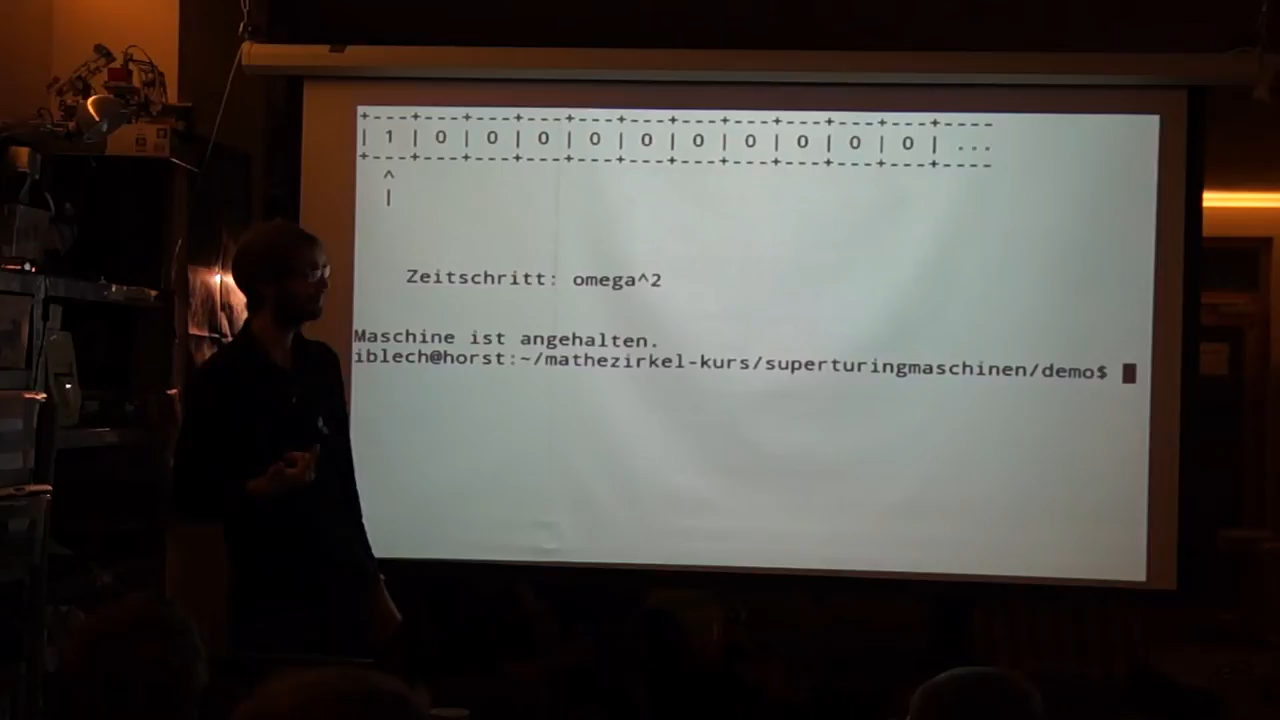 +---+---+---+---+---+---+---+---+---+---+---+----
| 1 | 0 | 0 | 0 | 0 | 0 | 0 | 0 | 0 | 0 | 0 | ...
+---+---+---+---+---+---+---+---+---+---+---+----
^
|
Zeitschritt: omega^2
Maschine ist angehalten.
iblech@horst:~/mathezirkel-kurs/superturingmaschinen/demo$